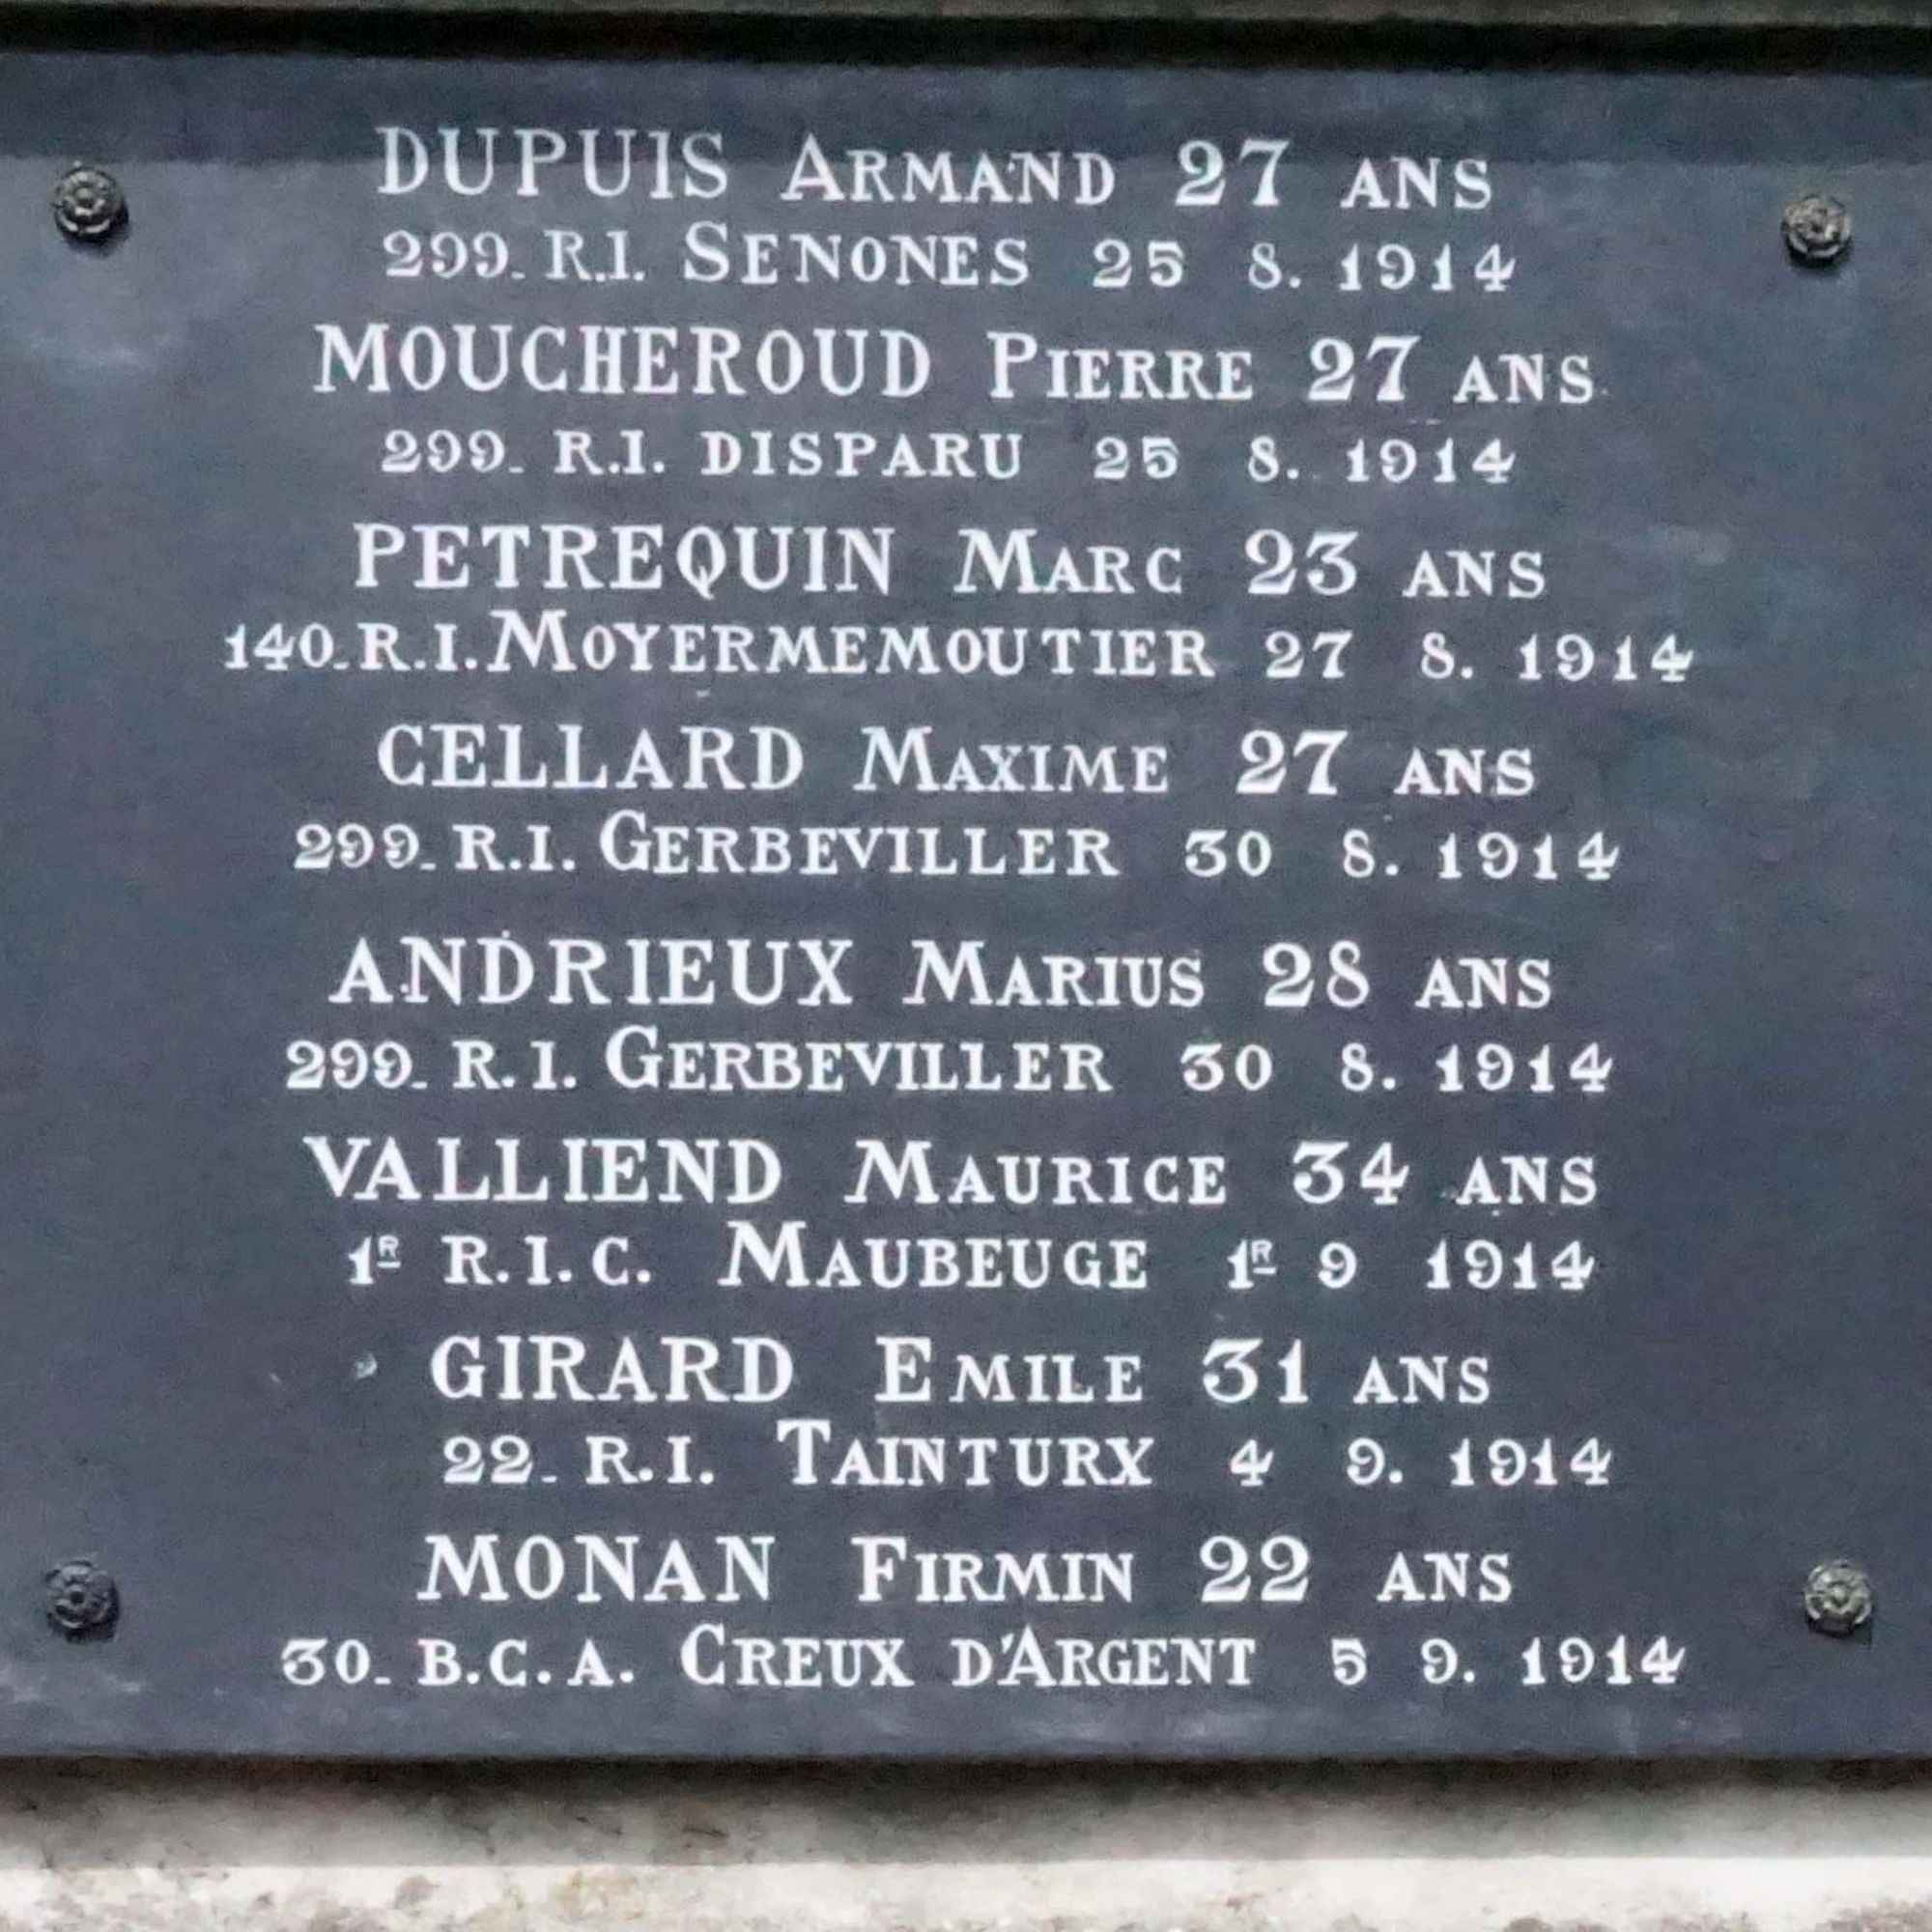 DUPUIS ARMAND 27 ANS
299. R.I. SENONES 25 8. 1914
MOUCHEROUD PIERRE 27 ANS
299. R.I. DISPARU 25 8. 1914
PETREQUIN MARC 23 ANS
140. R.I. MOYERMEMOUTIER 27 8. 1914
CELLARD MAXIME 27 ANS
299. R.I. GERBEVILLER 30 8. 1914
ANDRIEUX MARIUS 28 ANS
299. R.I. GERBEVILLER 30 8. 1914
VALLIEND MAURICE 34 ANS
1R R.I.C. MAUBEUGE 1R 9 1914
GIRARD EMILE 31 ANS
22. R.I. TAINTURX 4 9. 1914
MONAN FIRMIN 22 ANS
30. B.C.A. CREUX D'ARGENT 5 9. 1914